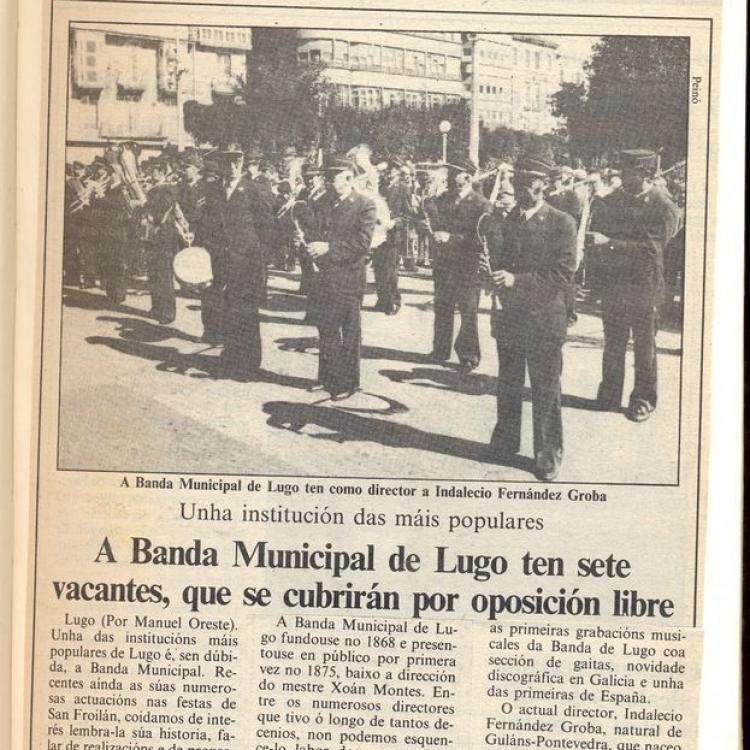 Peinó
A Banda Municipal de Lugo ten como director a Indalecio Fernández Groba
Unha institución das máis populares
A Banda Municipal de Lugo ten sete
vacantes, que se cubrirán por oposición libre
Lugo (Por Manuel Oreste).
Unha das institucións máis
populares de Lugo é, sen dúbi-
da, a Banda Municipal. Re-
centes aínda as súas numero-
sas actuacións nas festas de
San Froilán, coidamos de inte-
rés lembra-la súa historia, fa-
lar de realizacións e de
A Banda Municipal de Lu-
go fundouse no 1868 e presen-
touse en público por primera
vez no 1875, baixo a dirección
do mestre Xoán Montes. En-
tre os numerosos directores
que tivo ó longo de tantos de-
cenios, non podemos esquen-
ce-lo labor
as primeiras grabacións musi-
cales da Banda de Lugo coa
sección de gaitas, novidade
discográfica en Galicia e unha
das primeiras de España.
O actual director, Indalecio
Fernández Groba, natural de
Guláns-Pontevedra, que naceo